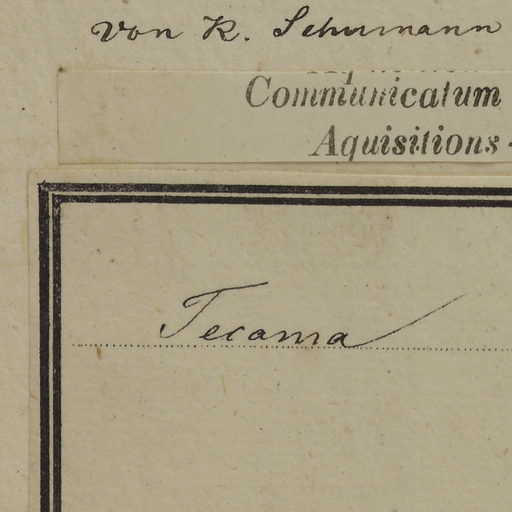 von K. Schumann
Communicatum
Aquisitions-
Tecoma